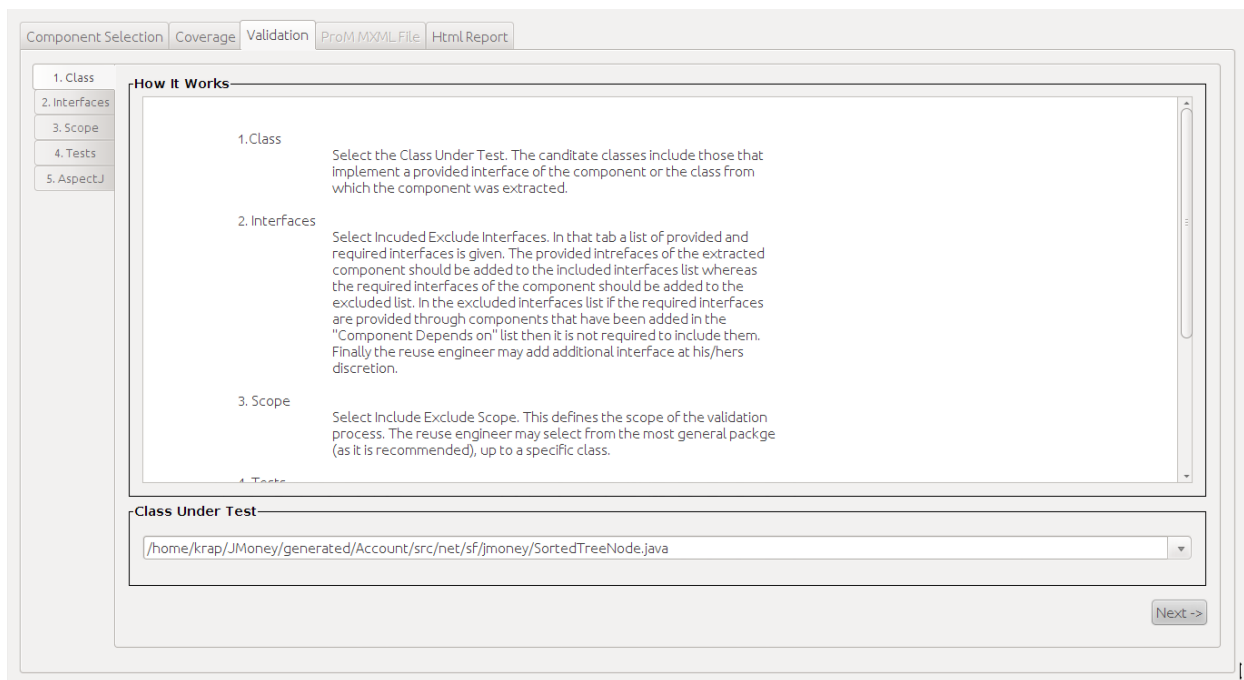 Component Selection Coverage Validation ProM MXML File Html Report
1. Class
2. Interfaces
3. Scope
4. Tests
5. AspectJ
How It Works
1.Class
Select the Class Under Test. The canditate classes include those that
implement a provided interface of the component or the class from
which the component was extracted.
2. Interfaces
Select Incuded Exclude Interfaces. In that tab a list of provided and
required interfaces is given. The provided intrefaces of the extracted
component should be added to the included interfaces list whereas
the required interfaces of the component should be added to the
excluded list. In the excluded interfaces list if the required interfaces
are provided through components that have been added in the
"Component Depends on" list then it is not required to include them.
Finally the reuse engineer may add additional interface at his/hers
discretion.
3. Scope
Select Include Exclude Scope. This defines the scope of the validation
process. The reuse engineer may select from the most general packge
(as it is recommended), up to a specific class.
4. Tests
Class Under Test
/home/krap/JMoney/generated/Account/src/net/sf/jmoney/SortedTreeNode.java
Next ->